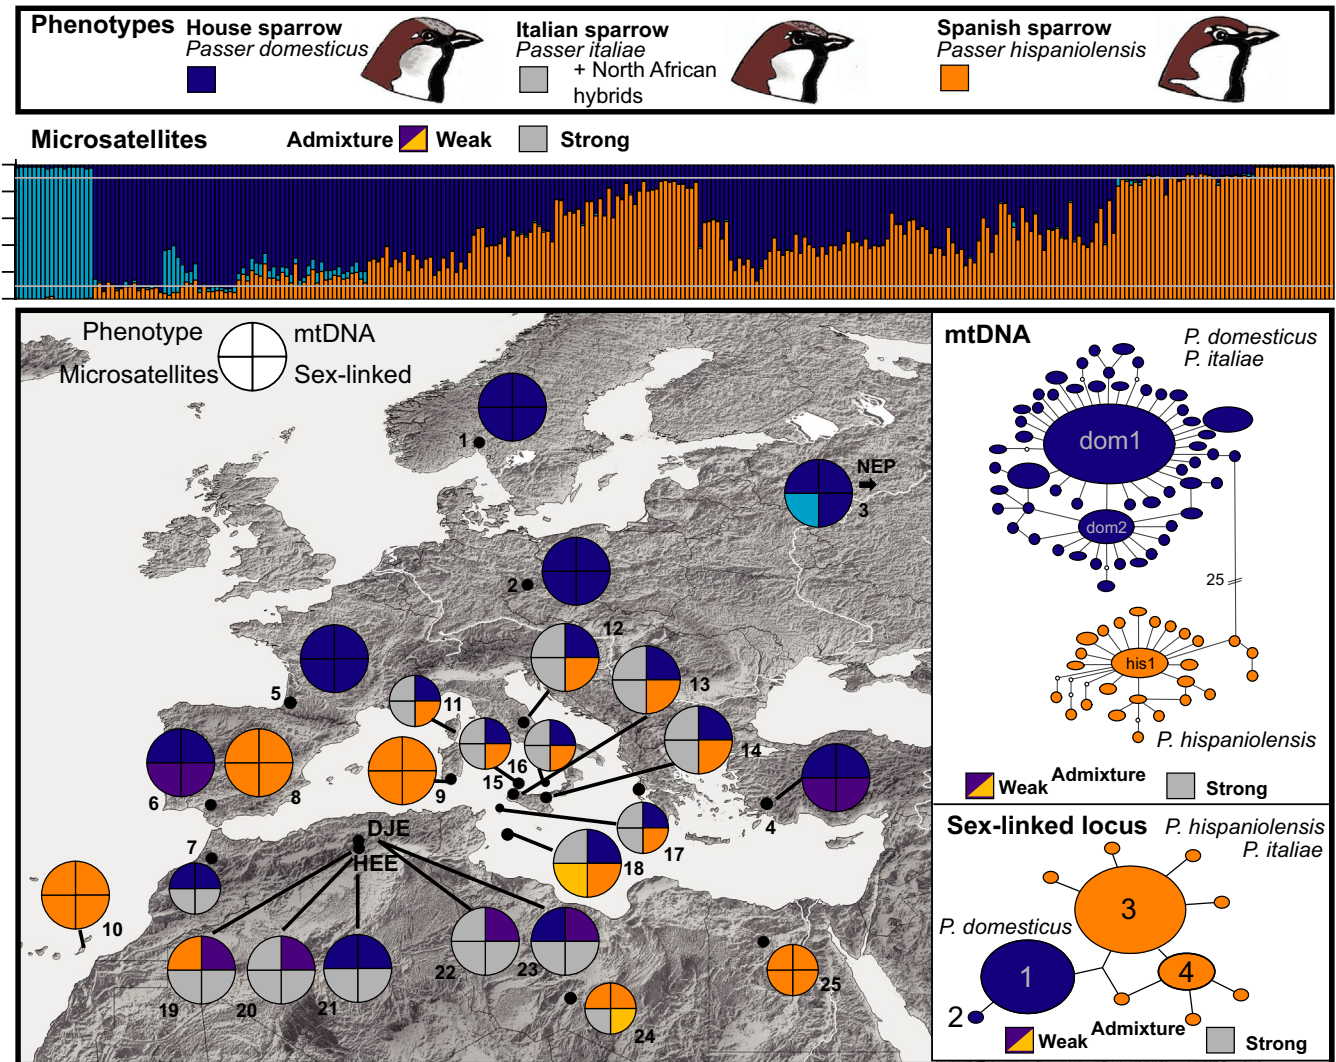 Phenotypes
House sparrow
Passer domesticus
Italian sparrow
Passer italiae
+ North African
hybrids
Spanish sparrow
Passer hispaniolensis
Microsatellites
Admixture Weak Strong
Phenotype mtDNA
Microsatellites Sex-linked
1
NEP
3
2
12
5
13
11
14
16
15
6
8
9
4
7
DJE
HEE
17
18
10
19
20
21
22
23
24
25
mtDNA
P. domesticus
P. italiae
dom1
dom2
25
his1
P. hispaniolensis
Weak Admixture Strong
Sex-linked locus
P. hispaniolensis
P. italiae
3
P. domesticus
1
4
2
Weak Admixture Strong